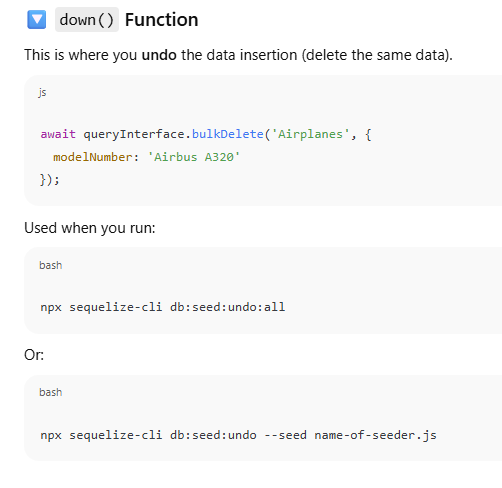 🔽 down() Function
This is where you undo the data insertion (delete the same data).
js
await queryInterface.bulkDelete('Airplanes', {
  modelNumber: 'Airbus A320'
});
Used when you run:
bash
npx sequelize-cli db:seed:undo:all
Or:
bash
npx sequelize-cli db:seed:undo --seed name-of-seeder.js